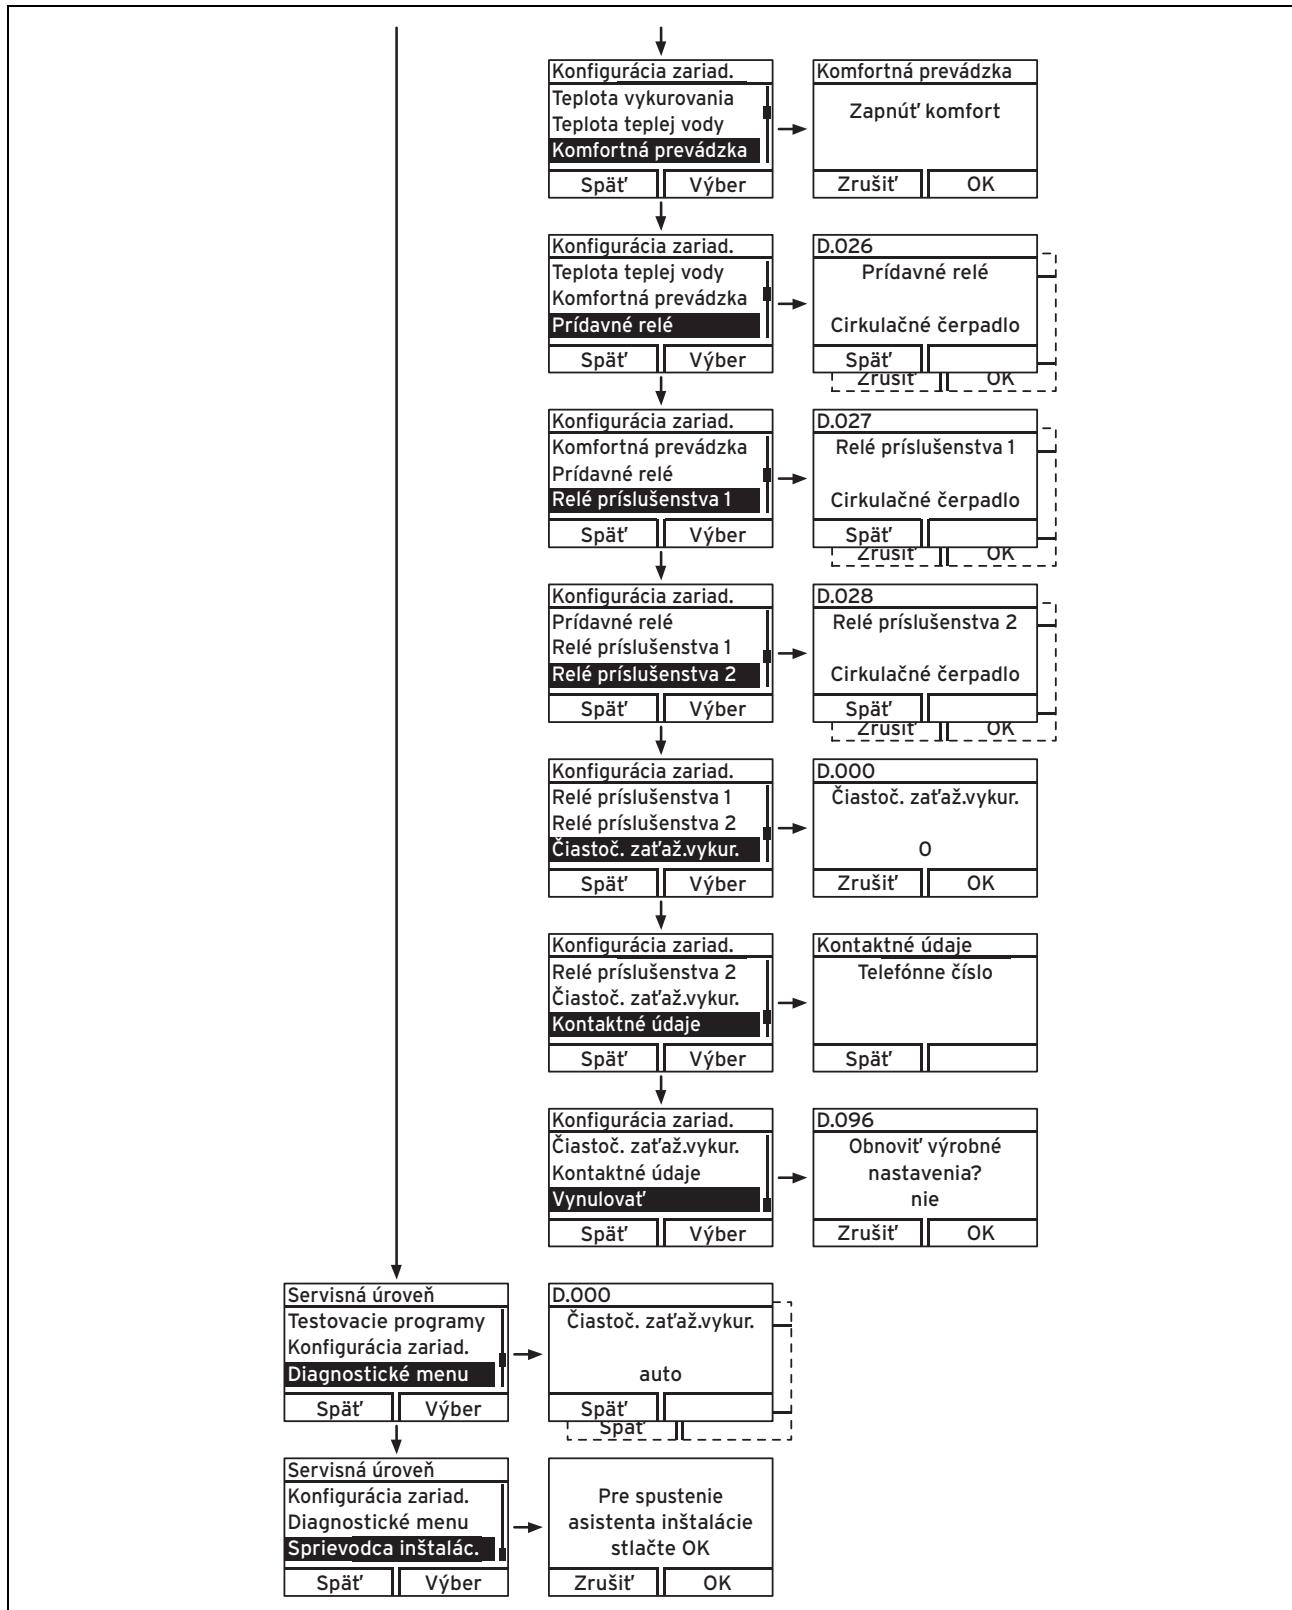 Konfigurácia zariad.
Teplota vykurovania
Teplota teplej vody
Komfortná prevádzka
Späť Výber
Komfortná prevádzka
Zapnúť komfort
Zrušiť OK
Konfigurácia zariad.
Teplota teplej vody
Komfortná prevádzka
Prídavné relé
Späť Výber
D.026
Prídavné relé
Cirkulačné čerpadlo
Späť
Zrušiť OK
Konfigurácia zariad.
Komfortná prevádzka
Prídavné relé
Relé príslušenstva 1
Späť Výber
D.027
Relé príslušenstva 1
Cirkulačné čerpadlo
Späť
Zrušiť OK
Konfigurácia zariad.
Prídavné relé
Relé príslušenstva 1
Relé príslušenstva 2
Späť Výber
D.028
Relé príslušenstva 2
Cirkulačné čerpadlo
Späť
Zrušiť OK
Konfigurácia zariad.
Relé príslušenstva 1
Relé príslušenstva 2
Čiastoč. zaťaž.vykur.
Späť Výber
D.000
Čiastoč. zaťaž.vykur.
0
Zrušiť OK
Konfigurácia zariad.
Relé príslušenstva 2
Čiastoč. zaťaž.vykur.
Kontaktné údaje
Späť Výber
Kontaktné údaje
Telefónne číslo
Späť
Konfigurácia zariad.
Čiastoč. zaťaž.vykur.
Kontaktné údaje
Vynulovať
Späť Výber
D.096
Obnoviť výrobné
nastavenia?
nie
Zrušiť OK
Servisná úroveň
Testovacie programy
Konfigurácia zariad.
Diagnostické menu
Späť Výber
D.000
Čiastoč. zaťaž.vykur.
auto
Späť
Späť
Servisná úroveň
Konfigurácia zariad.
Diagnostické menu
Sprievodca inštalác.
Späť Výber
Pre spustenie
asistenta inštalácie
stlačte OK
Zrušiť OK